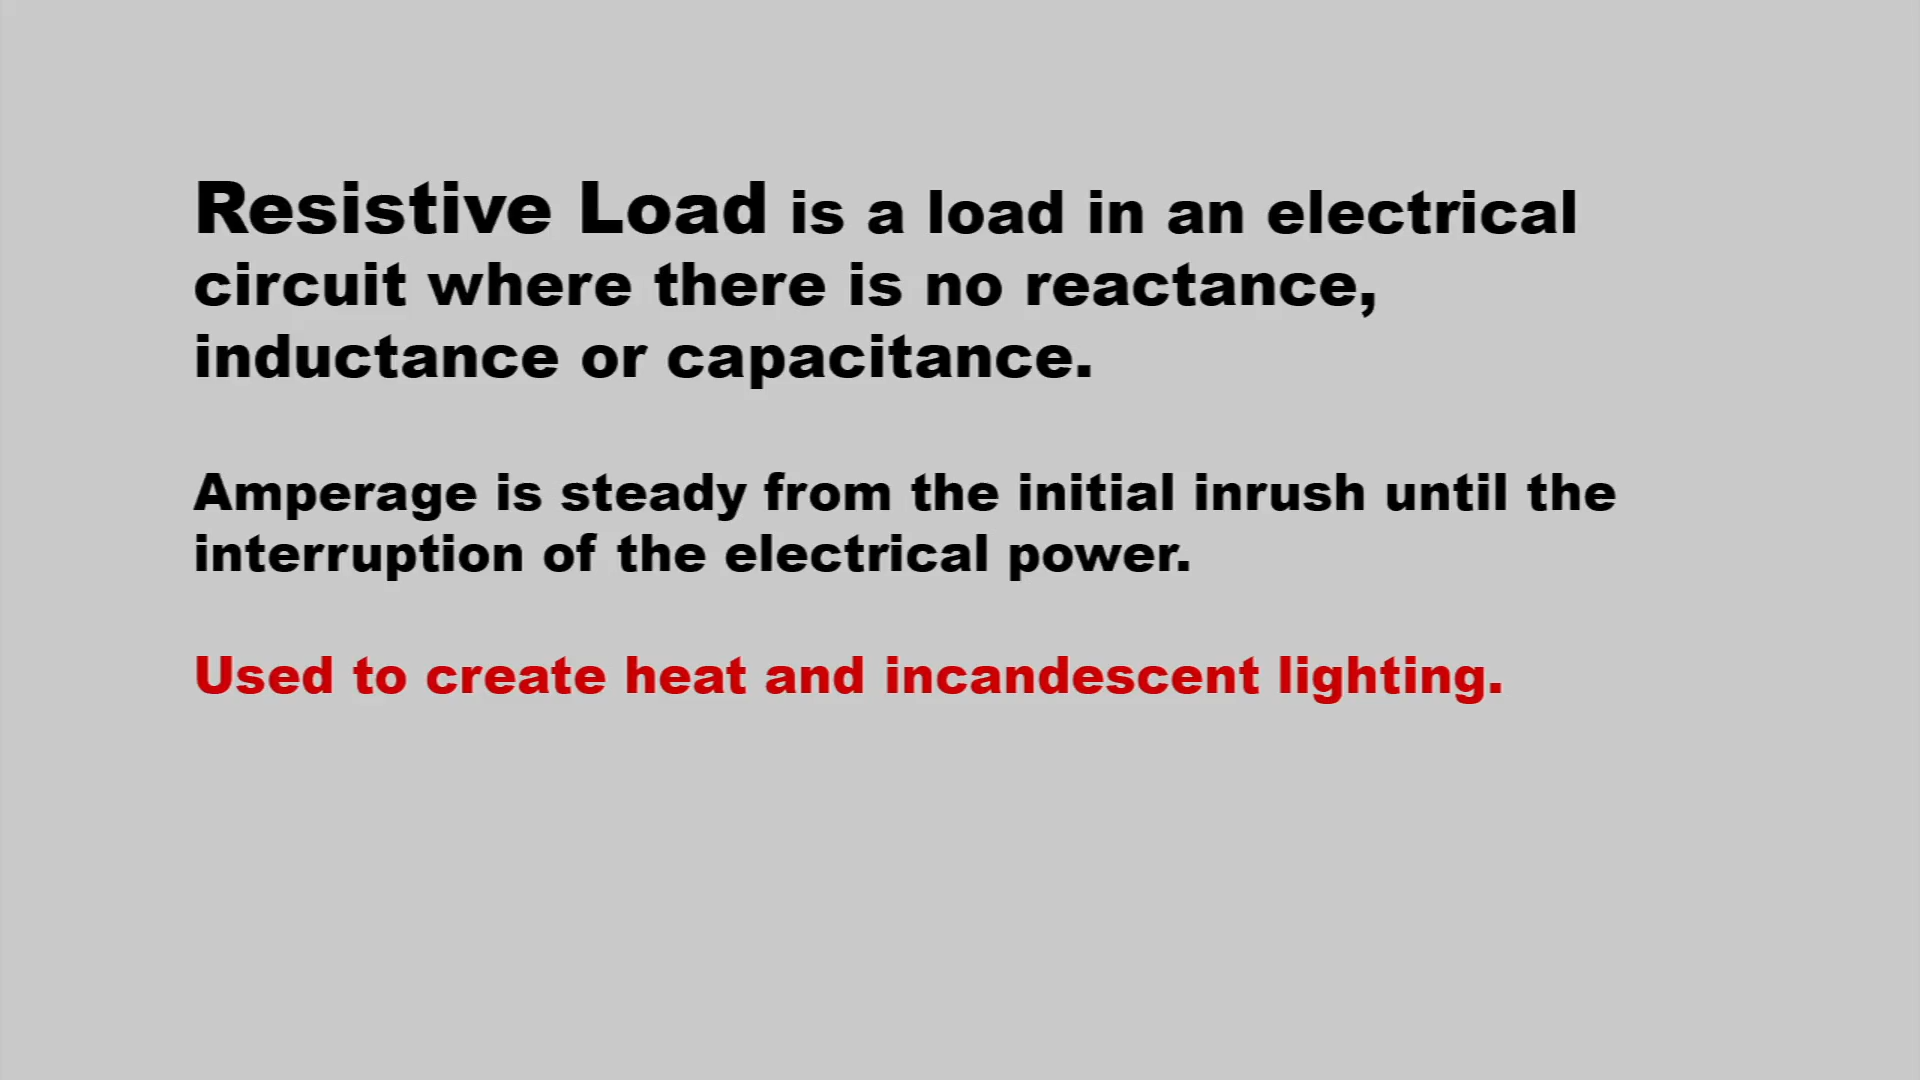 Resistive Load is a load in an electrical
circuit where there is no reactance,
inductance or capacitance.
Amperage is steady from the initial inrush until the
interruption of the electrical power.
Used to create heat and incandescent lighting.